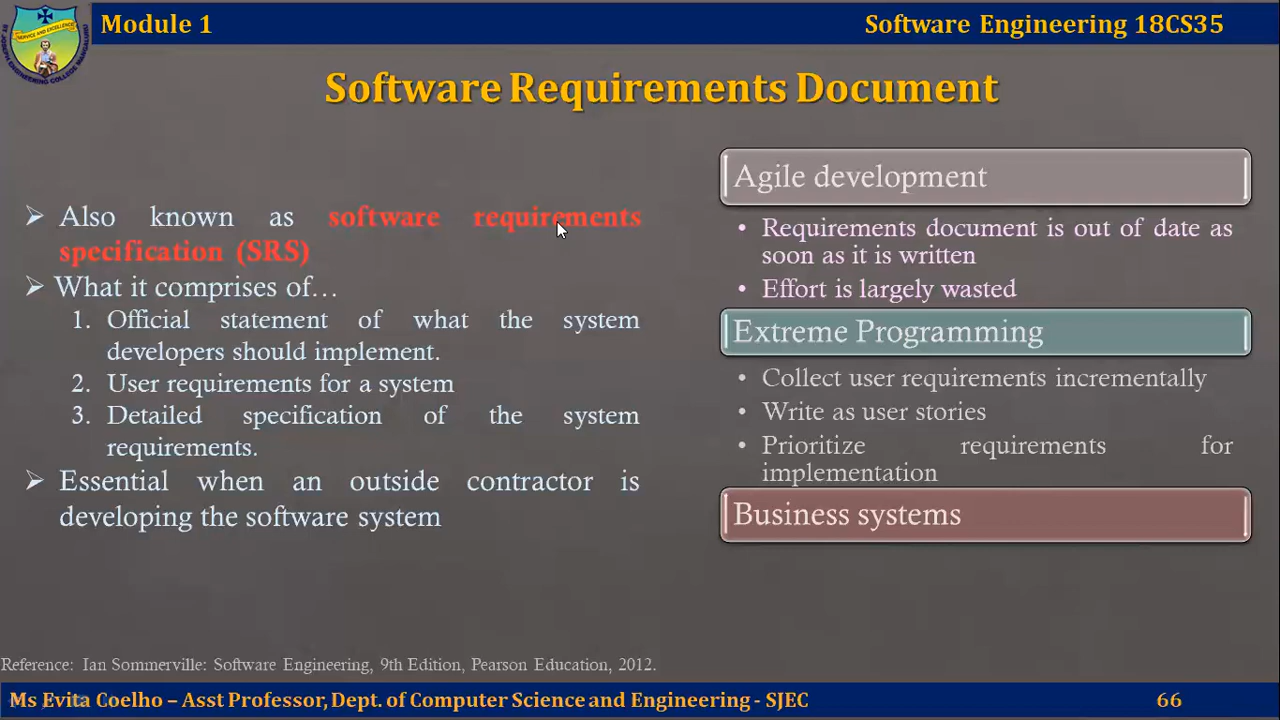 SERVICE AND EXCELLENCE
Module 1
Software Engineering 18CS35
Software Requirements Document
➢ Also known as software requirements
specification (SRS)
➢ What it comprises of…
1. Official statement of what the system
developers should implement.
2. User requirements for a system
3. Detailed specification of the system
requirements.
➢ Essential when an outside contractor is
developing the software system
Agile development
• Requirements document is out of date as
soon as it is written
• Effort is largely wasted
Extreme Programming
• Collect user requirements incrementally
• Write as user stories
• Prioritize requirements for
implementation
Business systems
Reference: Ian Sommerville: Software Engineering, 9th Edition, Pearson Education, 2012.
Ms Evita Coelho – Asst Professor, Dept. of Computer Science and Engineering - SJEC
66